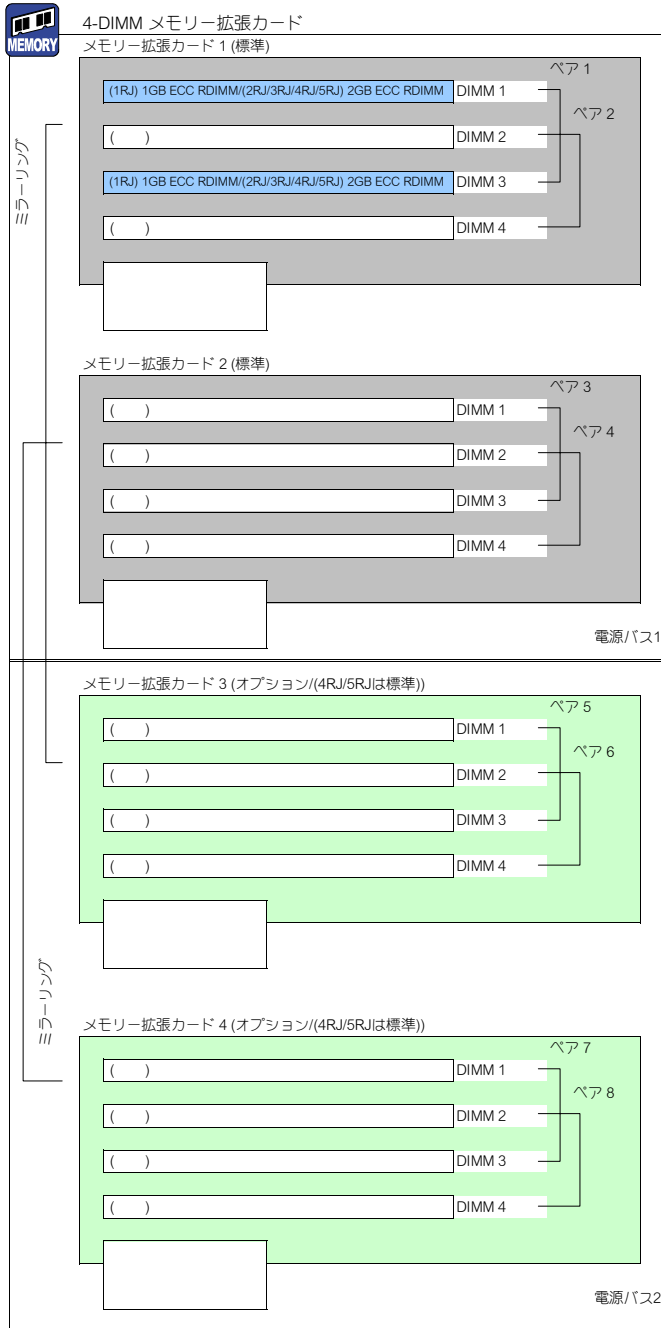 MEMORY
4-DIMM メモリー拡張カード
メモリー拡張カード 1 (標準)
ペア 1
(1RJ) 1GB ECC RDIMM/(2RJ/3RJ/4RJ/5RJ) 2GB ECC RDIMM DIMM 1
ペア 2
( ) DIMM 2
(1RJ) 1GB ECC RDIMM/(2RJ/3RJ/4RJ/5RJ) 2GB ECC RDIMM DIMM 3
( ) DIMM 4
ミラーリング
メモリー拡張カード 2 (標準)
ペア 3
( ) DIMM 1
ペア 4
( ) DIMM 2
( ) DIMM 3
( ) DIMM 4
電源バス1
メモリー拡張カード 3 (オプション/(4RJ/5RJは標準))
ペア 5
( ) DIMM 1
ペア 6
( ) DIMM 2
( ) DIMM 3
( ) DIMM 4
ミラーリング
メモリー拡張カード 4 (オプション/(4RJ/5RJは標準))
ペア 7
( ) DIMM 1
ペア 8
( ) DIMM 2
( ) DIMM 3
( ) DIMM 4
電源バス2